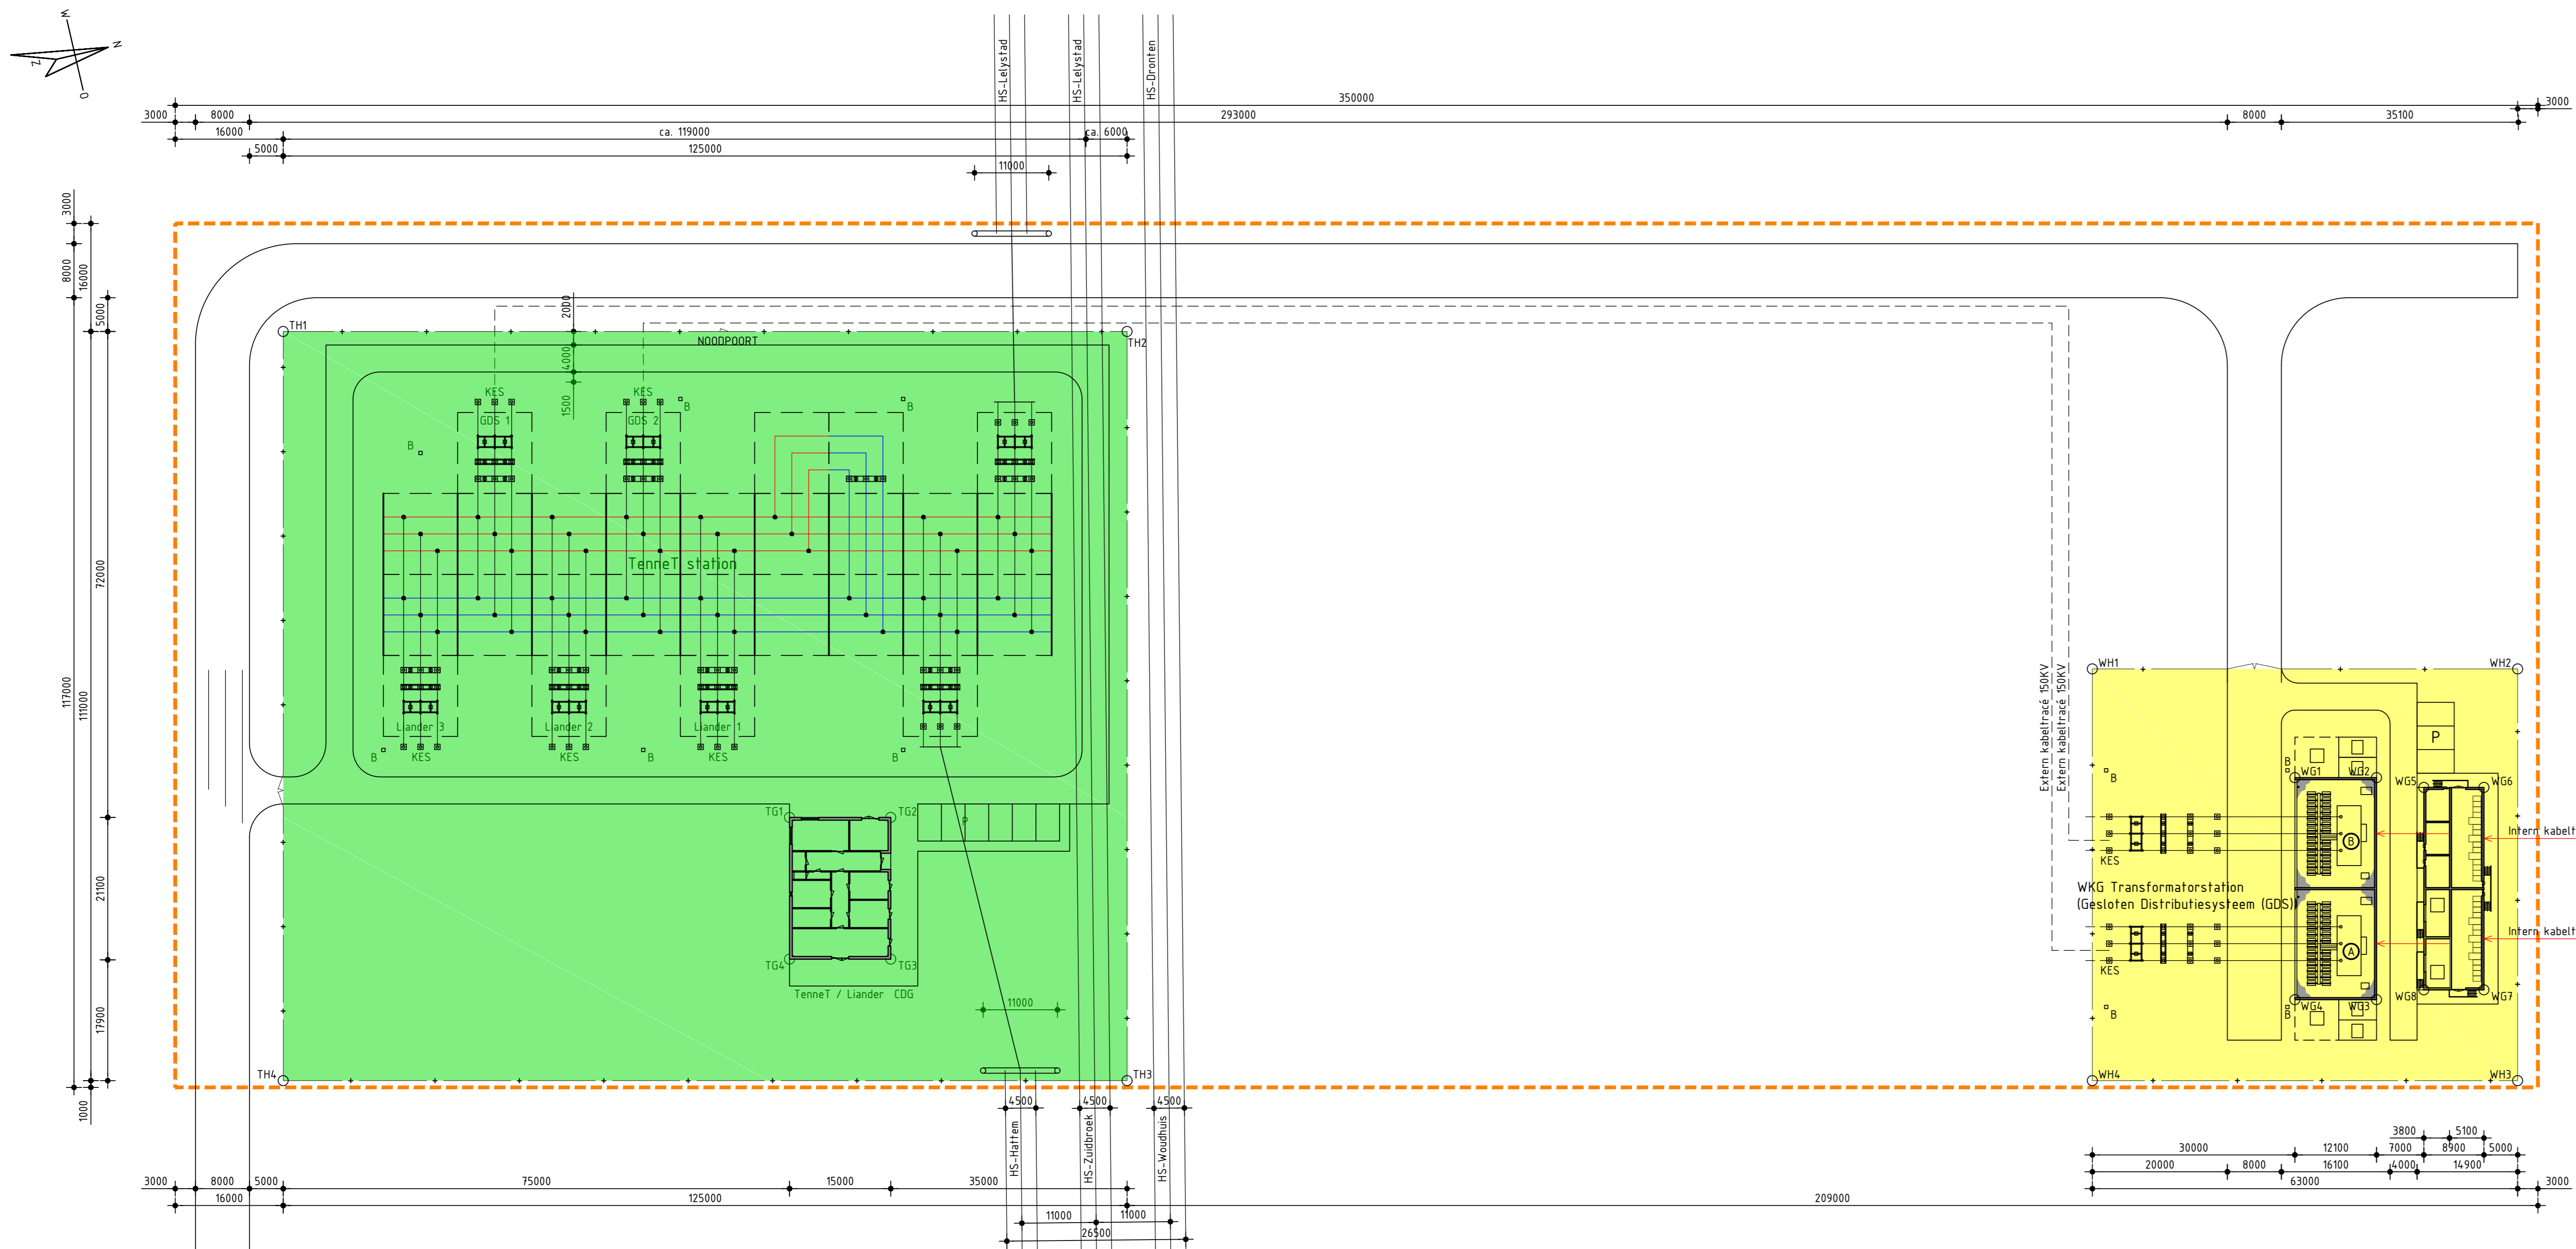 W
N
Z
O
HS-Lelystad
HS-Lelystad
HS-Dronten
350000
3000
8000
293000
8000
35100
3000
16000
ca. 119000
ca. 6000
5000
125000
11000
3000
8000
16000
5000
2000
4000
1500
TH1
NOODPOORT
TH2
KES
KES
GDS 1
GDS 2
B
B
B
TenneT station
72000
117000
111000
Liander 3
Liander 2
Liander 1
KES
KES
KES
B
B
B
Extern kabeltracé 150KV
Extern kabeltracé 150KV
WH1
WH2
P
B
B
WG1
WG2
WG5
WG6
TG1
TG2
P
Intern kabelt
B
KES
WKG Transformatorstation
(Gesloten Distributiesysteem (GDS))
21100
Intern kabelt
A
KES
TG4
TG3
TenneT / Liander CDG
WG8
WG7
WG4
WG3
B
B
11000
17900
TH4
TH3
WH4
WH3
1000
4500
4500
4500
HS-Hattem
HS-Zuidbroek
HS-Woudhuis
3800
5100
30000
12100
7000
8900
5000
20000
8000
16100
4000
14900
3000
8000
5000
75000
15000
35000
63000
3000
16000
125000
209000
11000
11000
26500